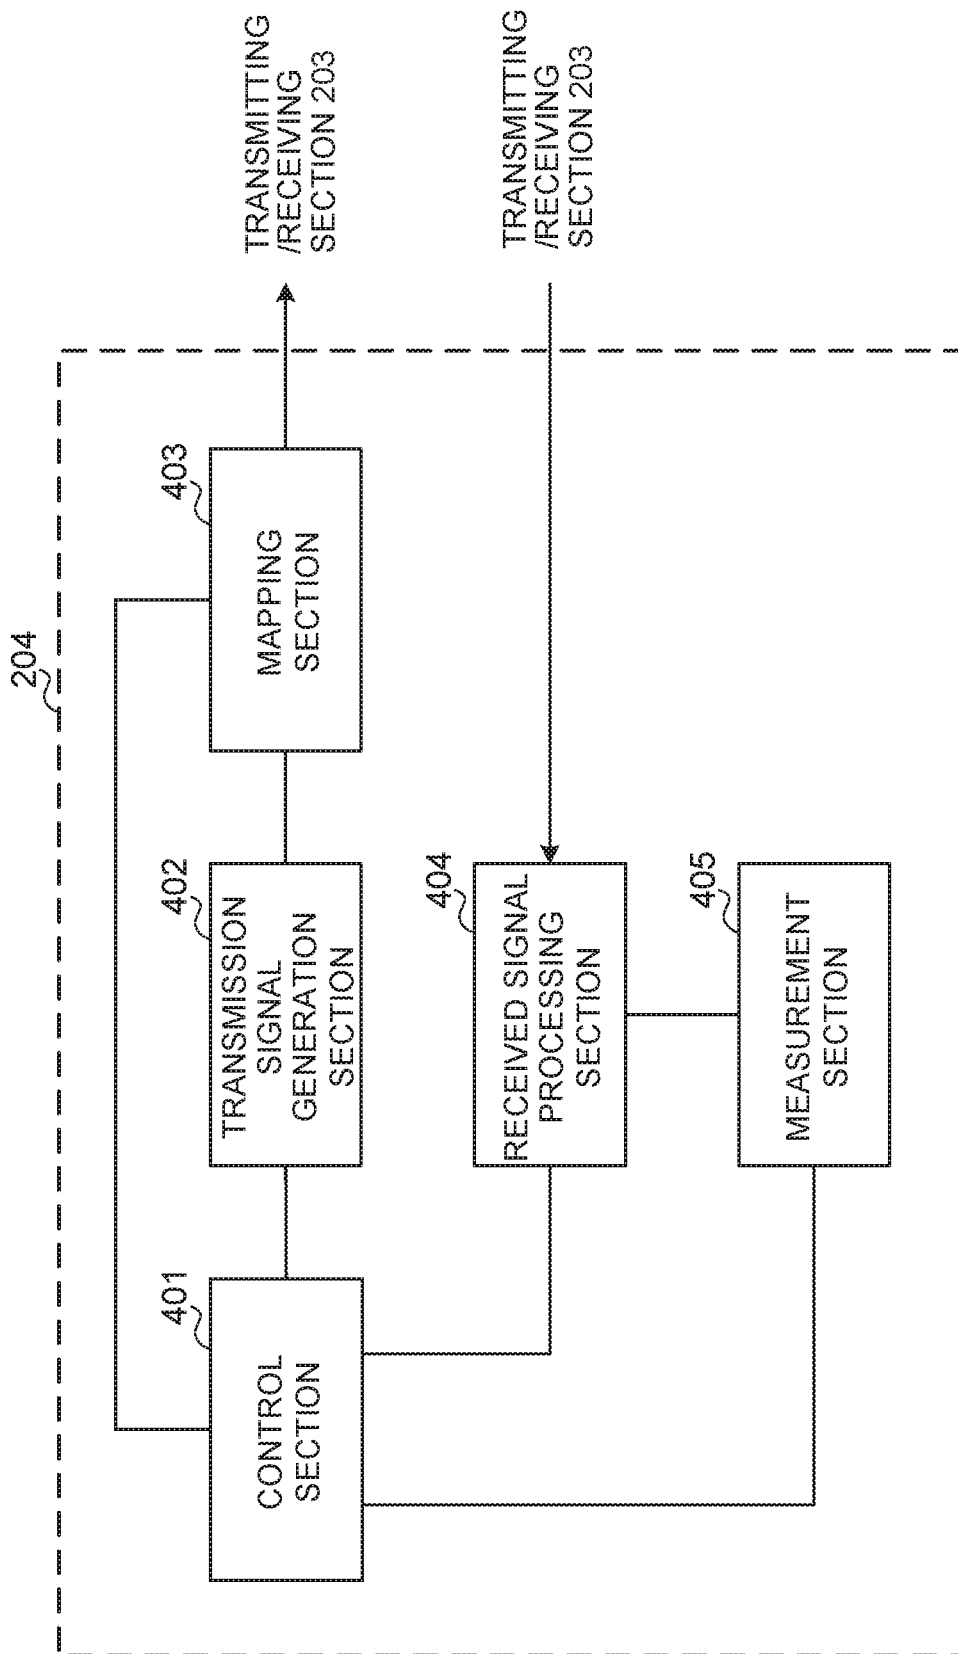 204
401
CONTROL
SECTION
402
TRANSMISSION
SIGNAL
GENERATION
SECTION
403
MAPPING
SECTION
TRANSMITTING
/RECEIVING
SECTION 203
404
RECEIVED SIGNAL
PROCESSING
SECTION
TRANSMITTING
/RECEIVING
SECTION 203
405
MEASUREMENT
SECTION